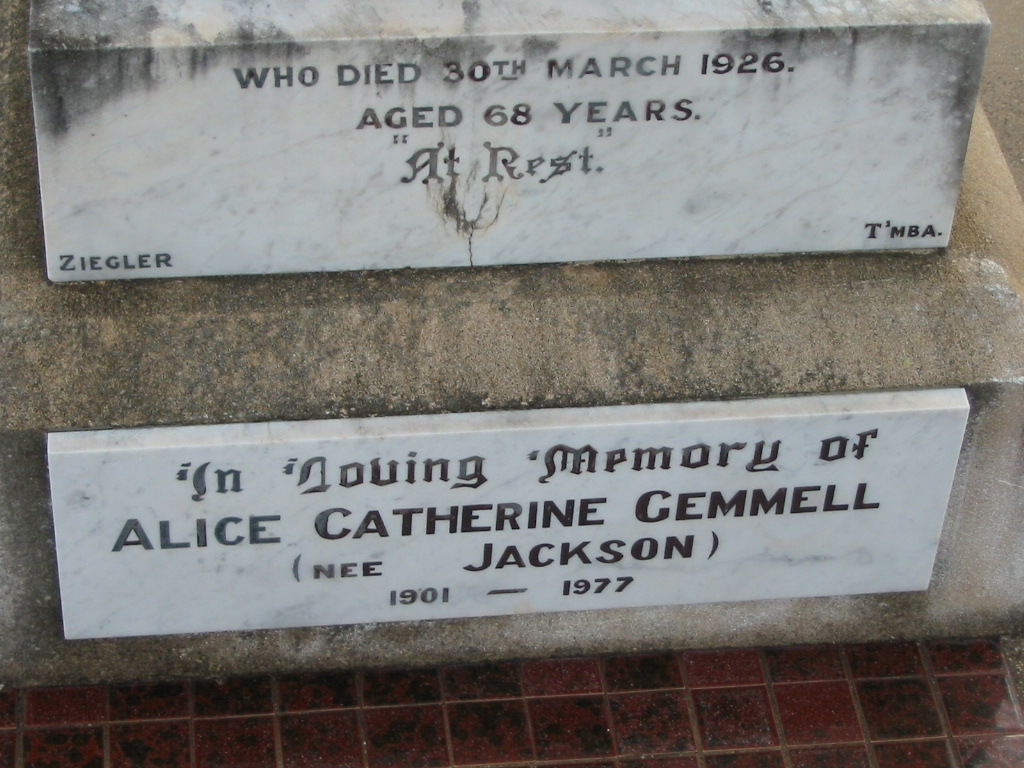 WHO DIED 30TH MARCH 1926.
AGED 68 YEARS.
"At Rest."
ZIEGLER T'MBA.
In Loving Memory of
ALICE CATHERINE GEMMELL
(NEE JACKSON)
1901 — 1977